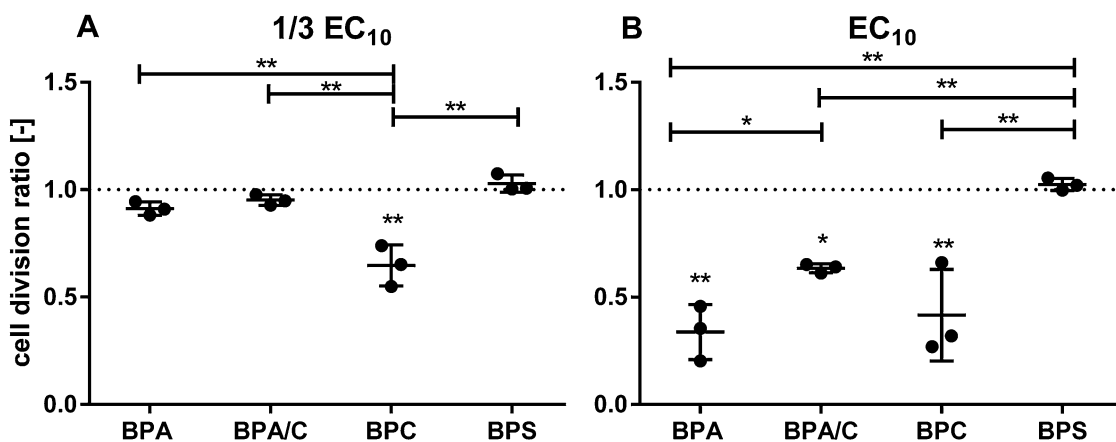 A
1/3 EC10
**
**
**
**
cell division ratio [-]
1.5
1.0
0.5
0.0
BPA
BPA/C
BPC
BPS
B
EC10
**
**
*
**
**
*
**
1.5
1.0
0.5
0.0
BPA
BPA/C
BPC
BPS